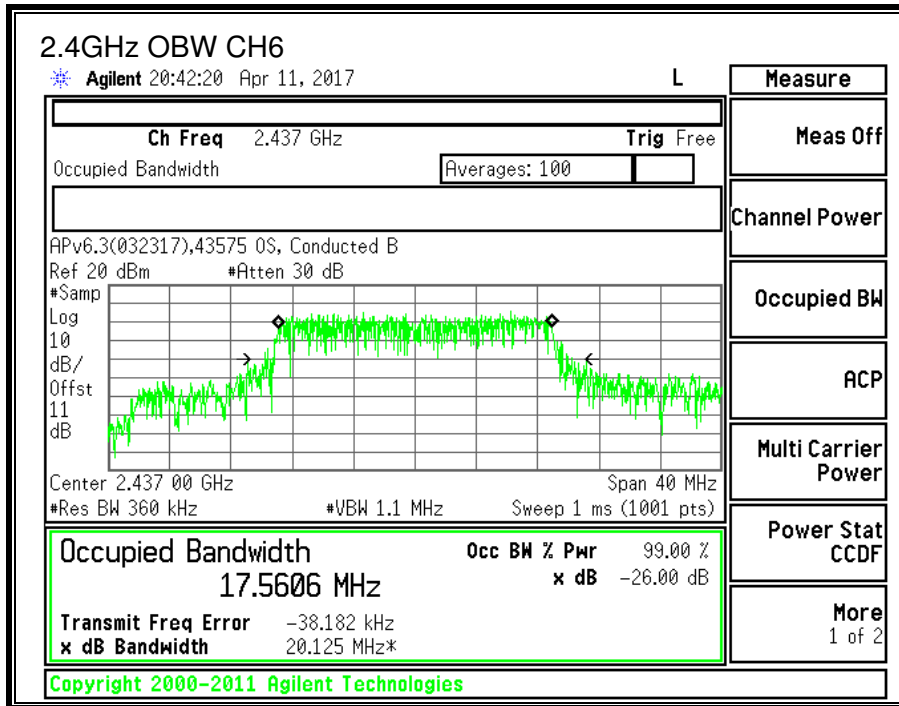 2.4GHz OBW CH6
Agilent 20:42:20 Apr 11, 2017 L
Measure
Ch Freq 2.437 GHz Trig Free
Meas Off
Occupied Bandwidth Averages: 100
Channel Power
APv6.3(032317),43575 OS, Conducted B
Ref 20 dBm #Atten 30 dB
#Samp
Log
10
dB/
Offst
11
dB
Occupied BW
ACP
Multi Carrier
Power
Center 2.437 00 GHz Span 40 MHz
#Res BW 360 kHz #VBW 1.1 MHz Sweep 1 ms (1001 pts)
Power Stat
CCDF
Occupied Bandwidth Occ BW % Pwr 99.00 %
17.5606 MHz x dB -26.00 dB
Transmit Freq Error -38.182 kHz
x dB Bandwidth 20.125 MHz*
More
1 of 2
Copyright 2000-2011 Agilent Technologies